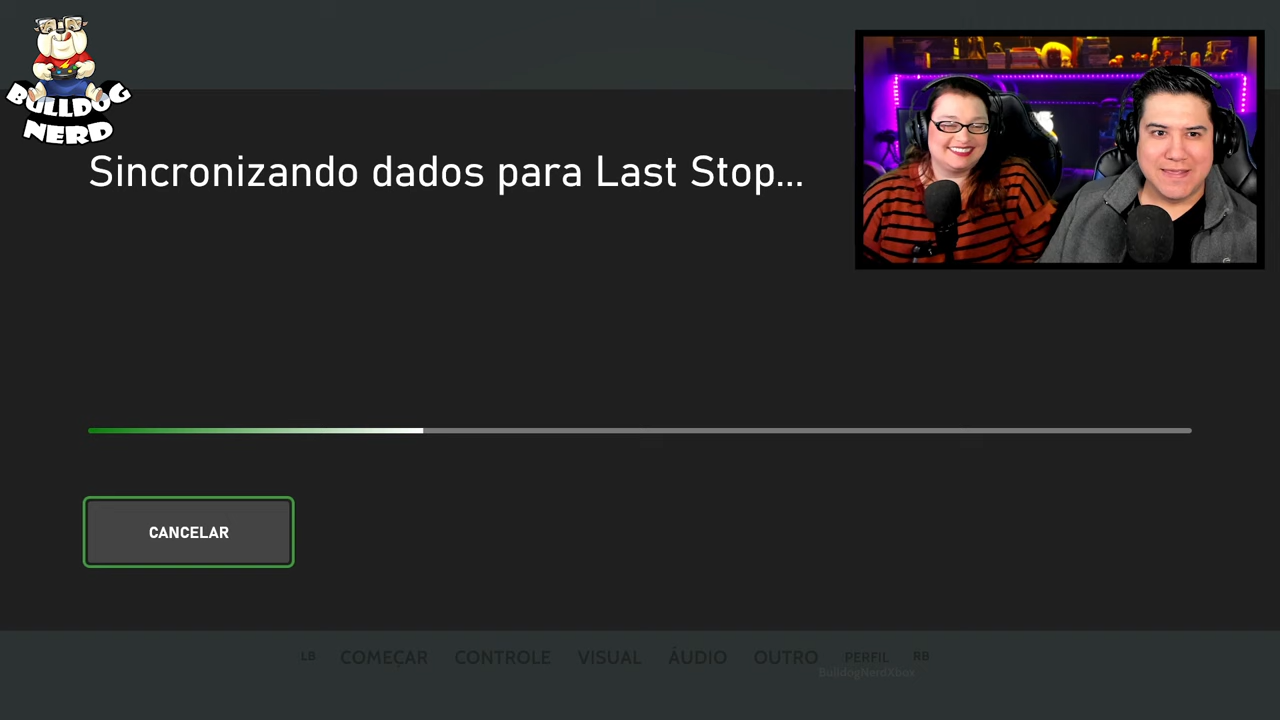 BULLDOG
NERD
Sincronizando dados para Last Stop...
CANCELAR
LB COMEÇAR CONTROLE VISUAL ÁUDIO OUTRO PERFIL RB
BulldogNerdXbox